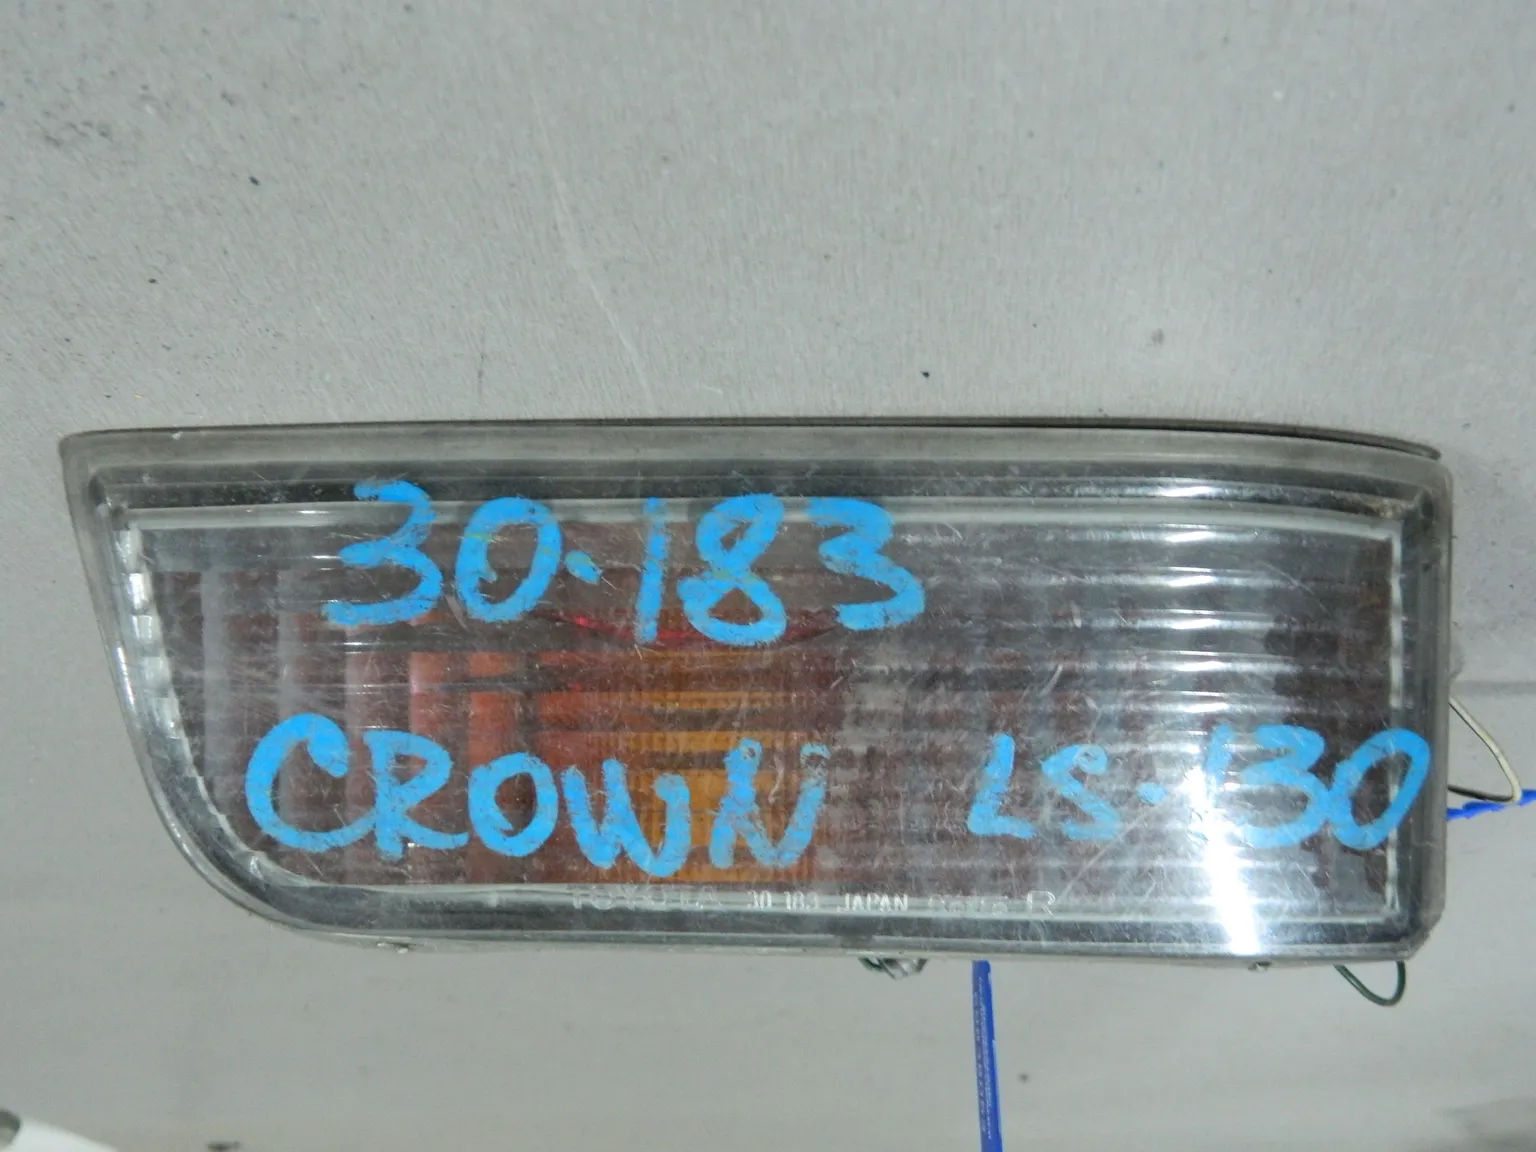 30·183
CROWN LS-130
TOYOTA 30 183 JAPAN R